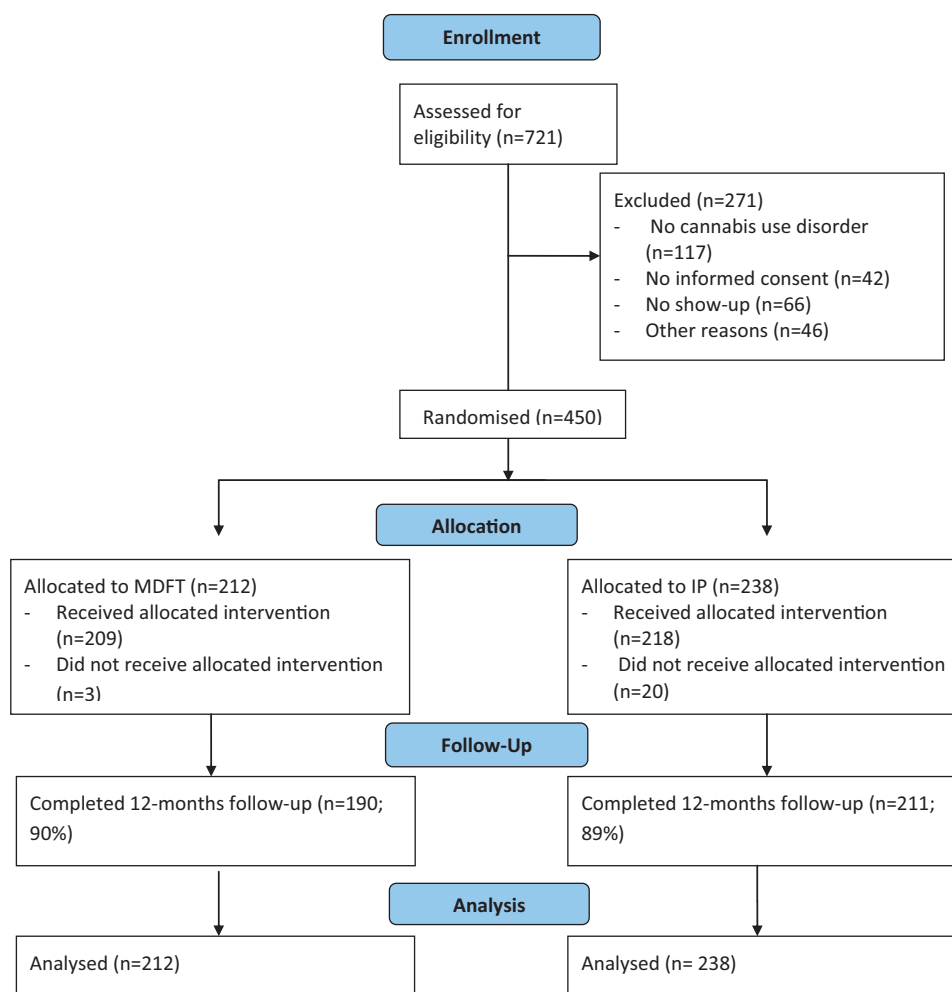 Enrollment
Assessed for
eligibility (n=721)
Excluded (n=271)
- No cannabis use disorder
(n=117)
- No informed consent (n=42)
- No show-up (n=66)
- Other reasons (n=46)
Randomised (n=450)
Allocation
Allocated to MDFT (n=212)
- Received allocated intervention
(n=209)
- Did not receive allocated intervention
(n=3)
Allocated to IP (n=238)
- Received allocated intervention
(n=218)
- Did not receive allocated intervention
(n=20)
Follow-Up
Completed 12-months follow-up (n=190;
90%)
Completed 12-months follow-up (n=211;
89%)
Analysis
Analysed (n=212)
Analysed (n= 238)